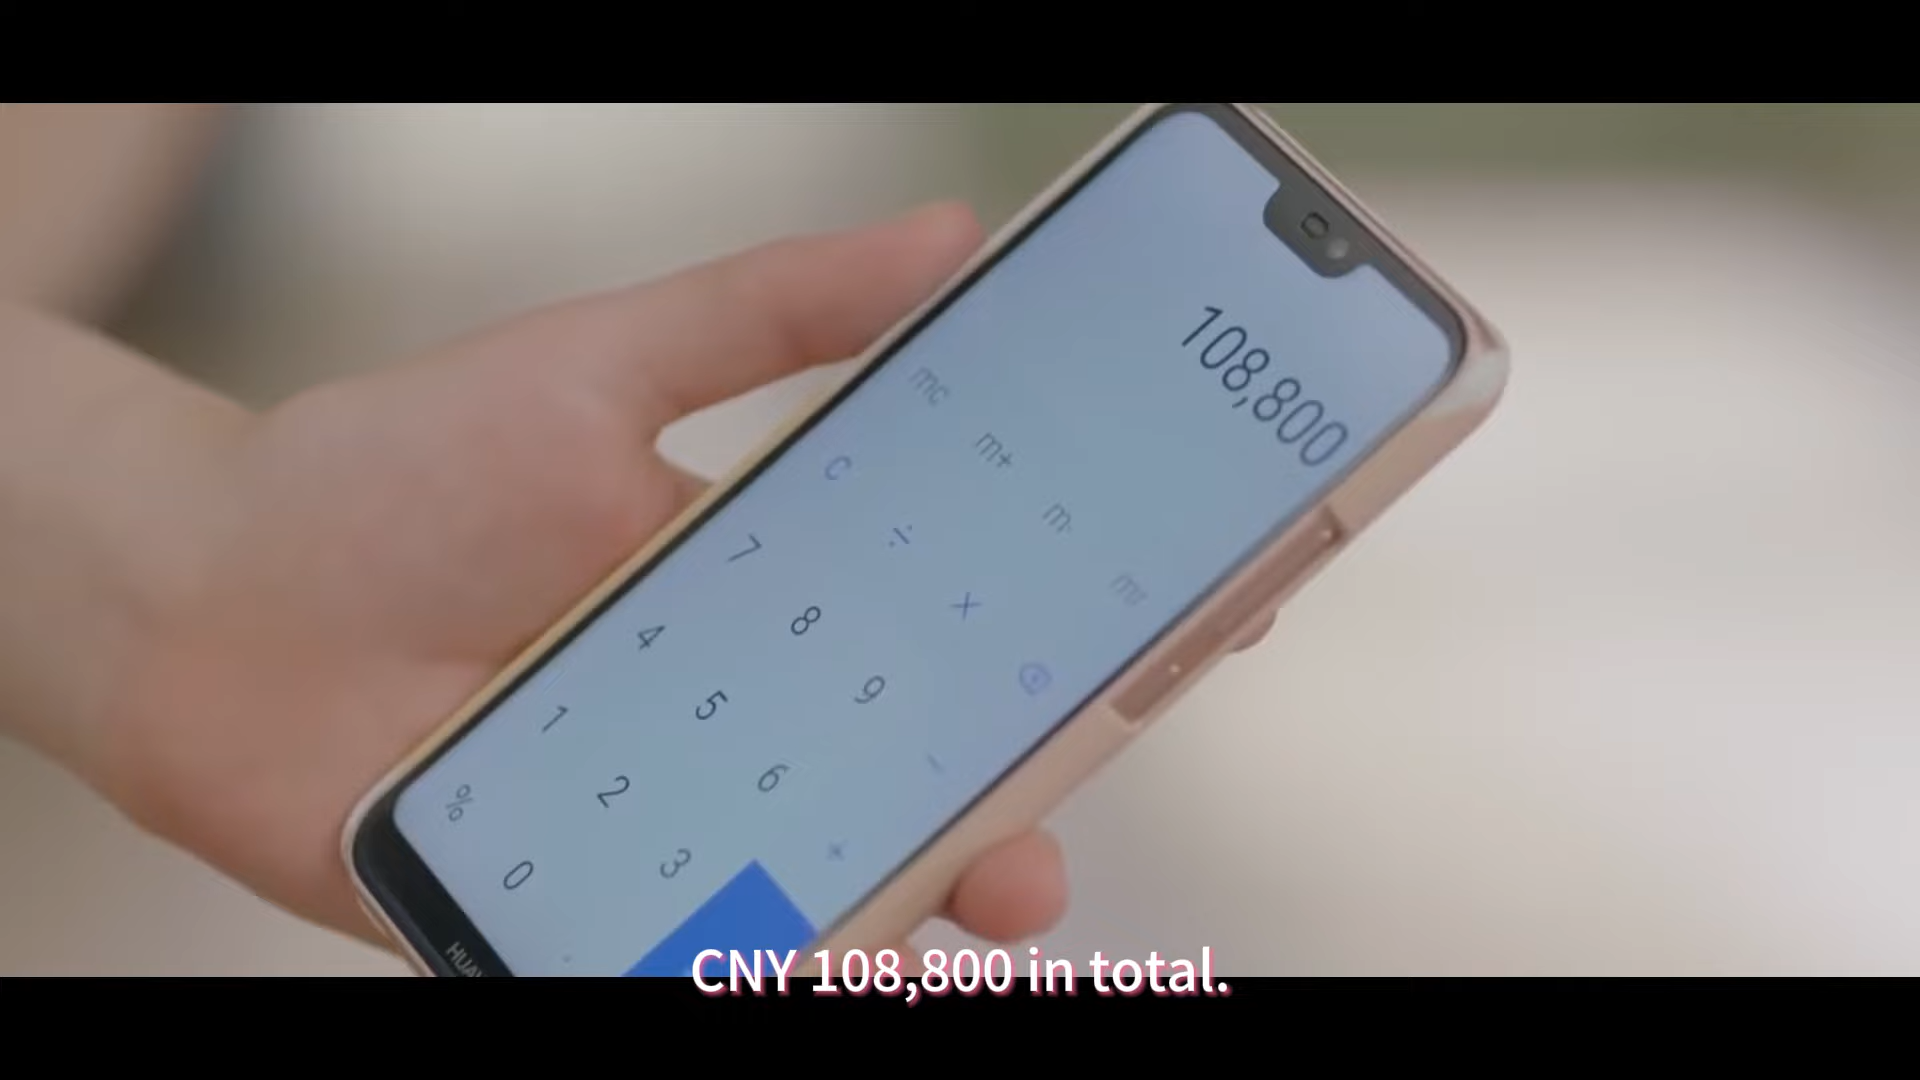 108,800
mc m+ m- mr
C ÷ ×
7 8 9 -
4 5 6 +
1 2 3
% 0 .
HUAW
CNY 108,800 in total.